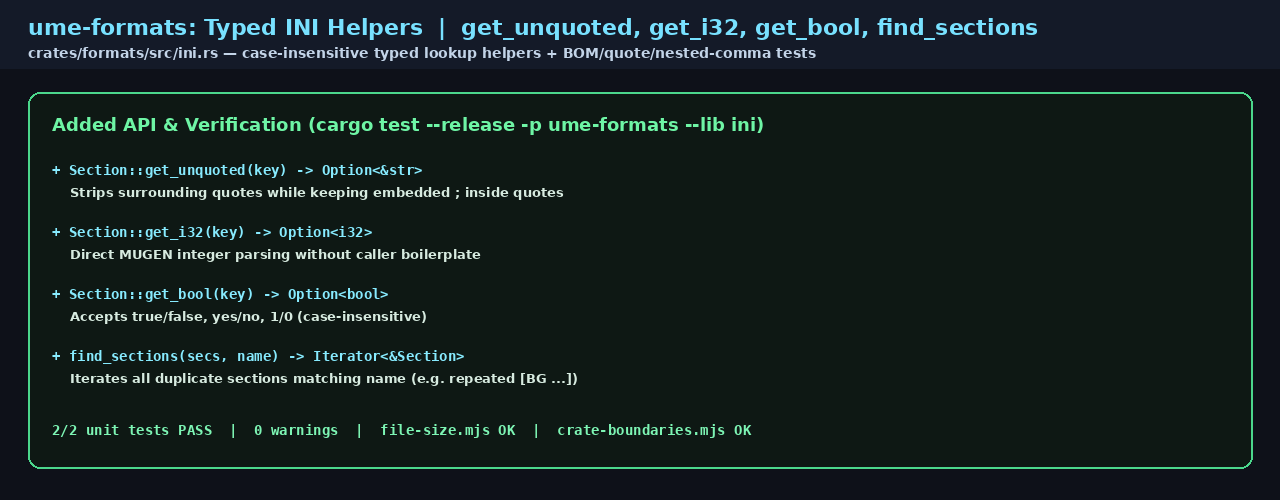 ume-formats: Typed INI Helpers | get_unquoted, get_i32, get_bool, find_sections
crates/formats/src/ini.rs — case-insensitive typed lookup helpers + BOM/quote/nested-comma tests
Added API & Verification (cargo test --release -p ume-formats --lib ini)
+ Section::get_unquoted(key) -> Option<&str>
Strips surrounding quotes while keeping embedded ; inside quotes
+ Section::get_i32(key) -> Option<i32>
Direct MUGEN integer parsing without caller boilerplate
+ Section::get_bool(key) -> Option<bool>
Accepts true/false, yes/no, 1/0 (case-insensitive)
+ find_sections(secs, name) -> Iterator<&Section>
Iterates all duplicate sections matching name (e.g. repeated [BG ...])
2/2 unit tests PASS | 0 warnings | file-size.mjs OK | crate-boundaries.mjs OK